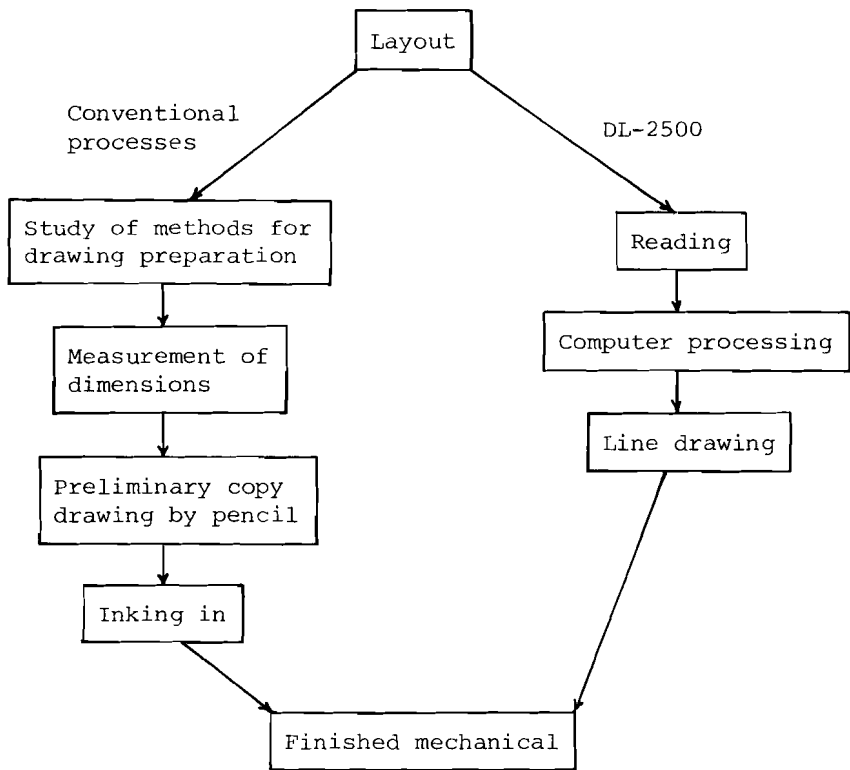 Layout
Conventional
processes
DL-2500
Study of methods for
drawing preparation
Reading
Measurement of
dimensions
Computer processing
Preliminary copy
drawing by pencil
Line drawing
Inking in
Finished mechanical